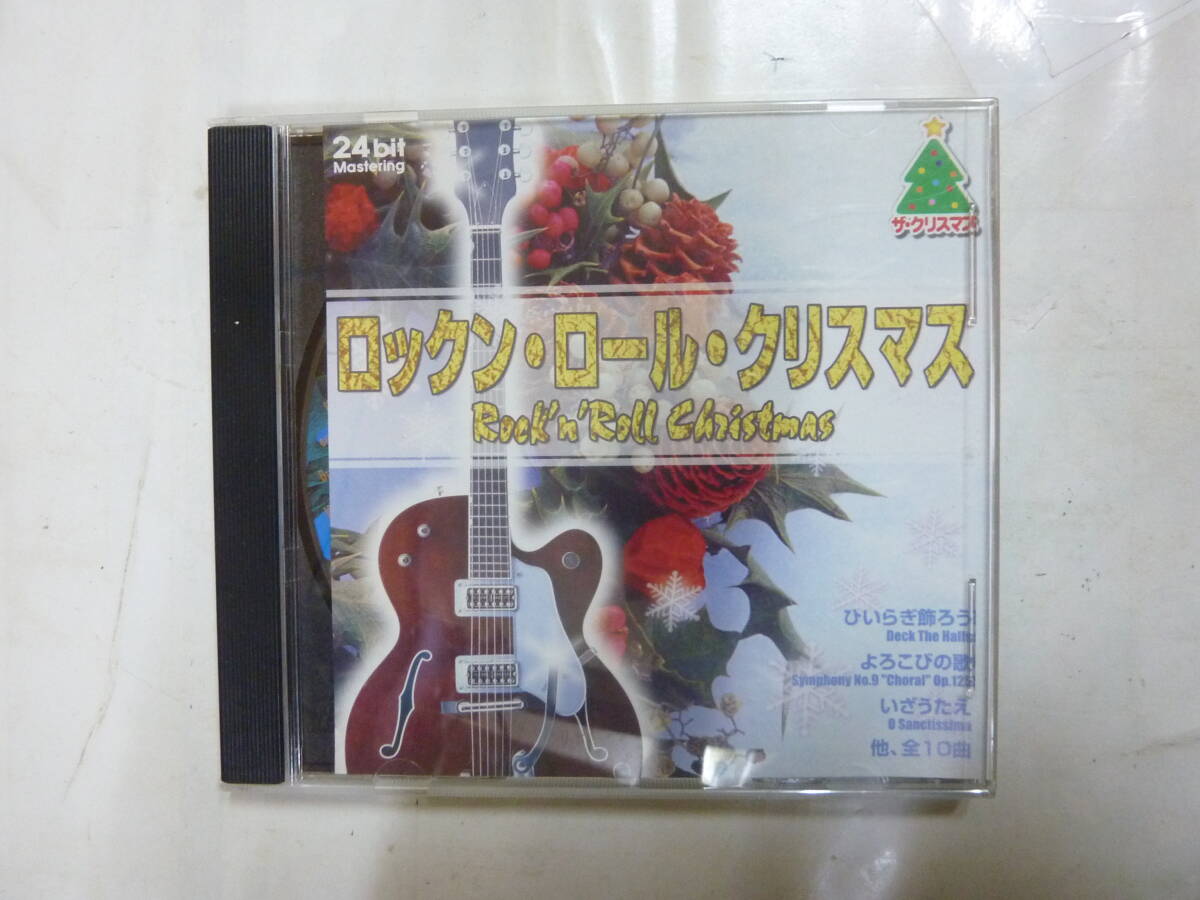 24bit
Mastering
ザ・クリスマス
ロックン・ロール・クリスマス
Rock'n'Roll Christmas
ひいらぎ飾ろう
Deck The Halls
よろこびの歌
Symphony No.9 "Choral" Op.125
いざうたえ
O Sanctissima
他、全10曲